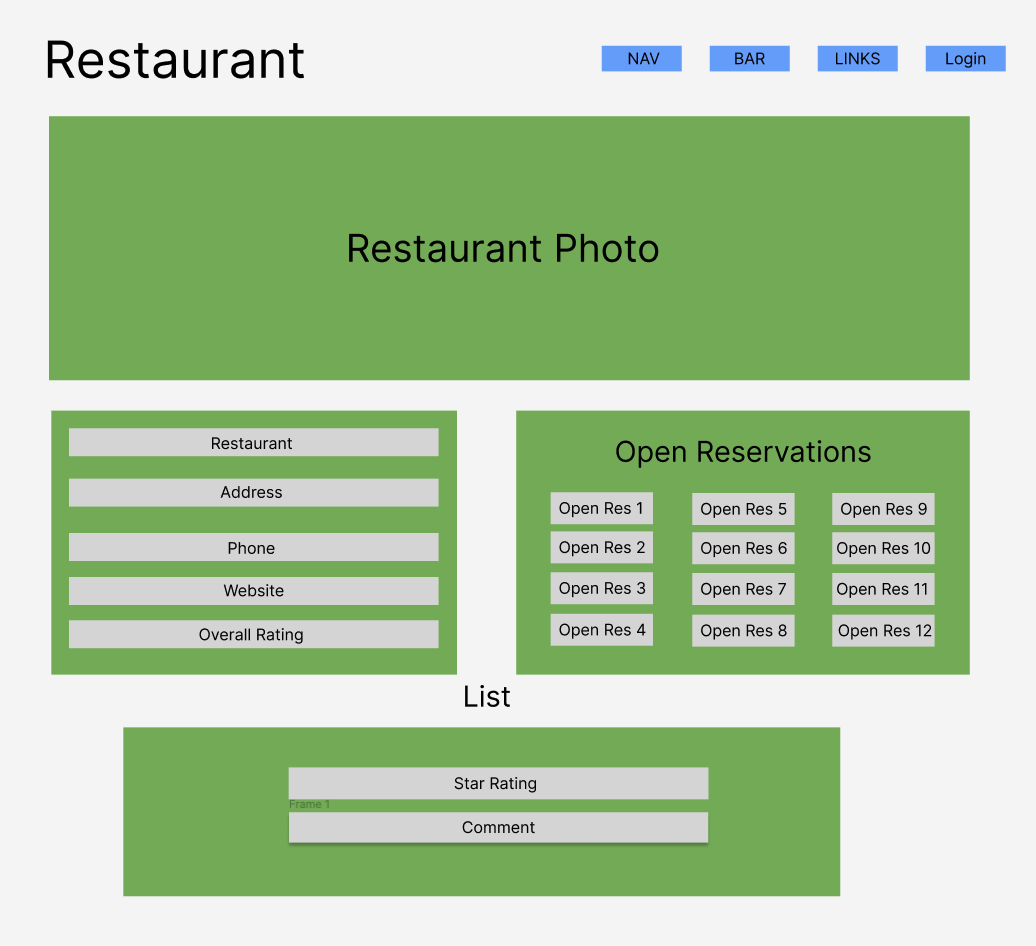 Restaurant
NAV
BAR
LINKS
Login
Restaurant Photo
Restaurant
Address
Phone
Website
Overall Rating
Open Reservations
Open Res 1
Open Res 2
Open Res 3
Open Res 4
Open Res 5
Open Res 6
Open Res 7
Open Res 8
Open Res 9
Open Res 10
Open Res 11
Open Res 12
List
Star Rating
Frame 1
Comment